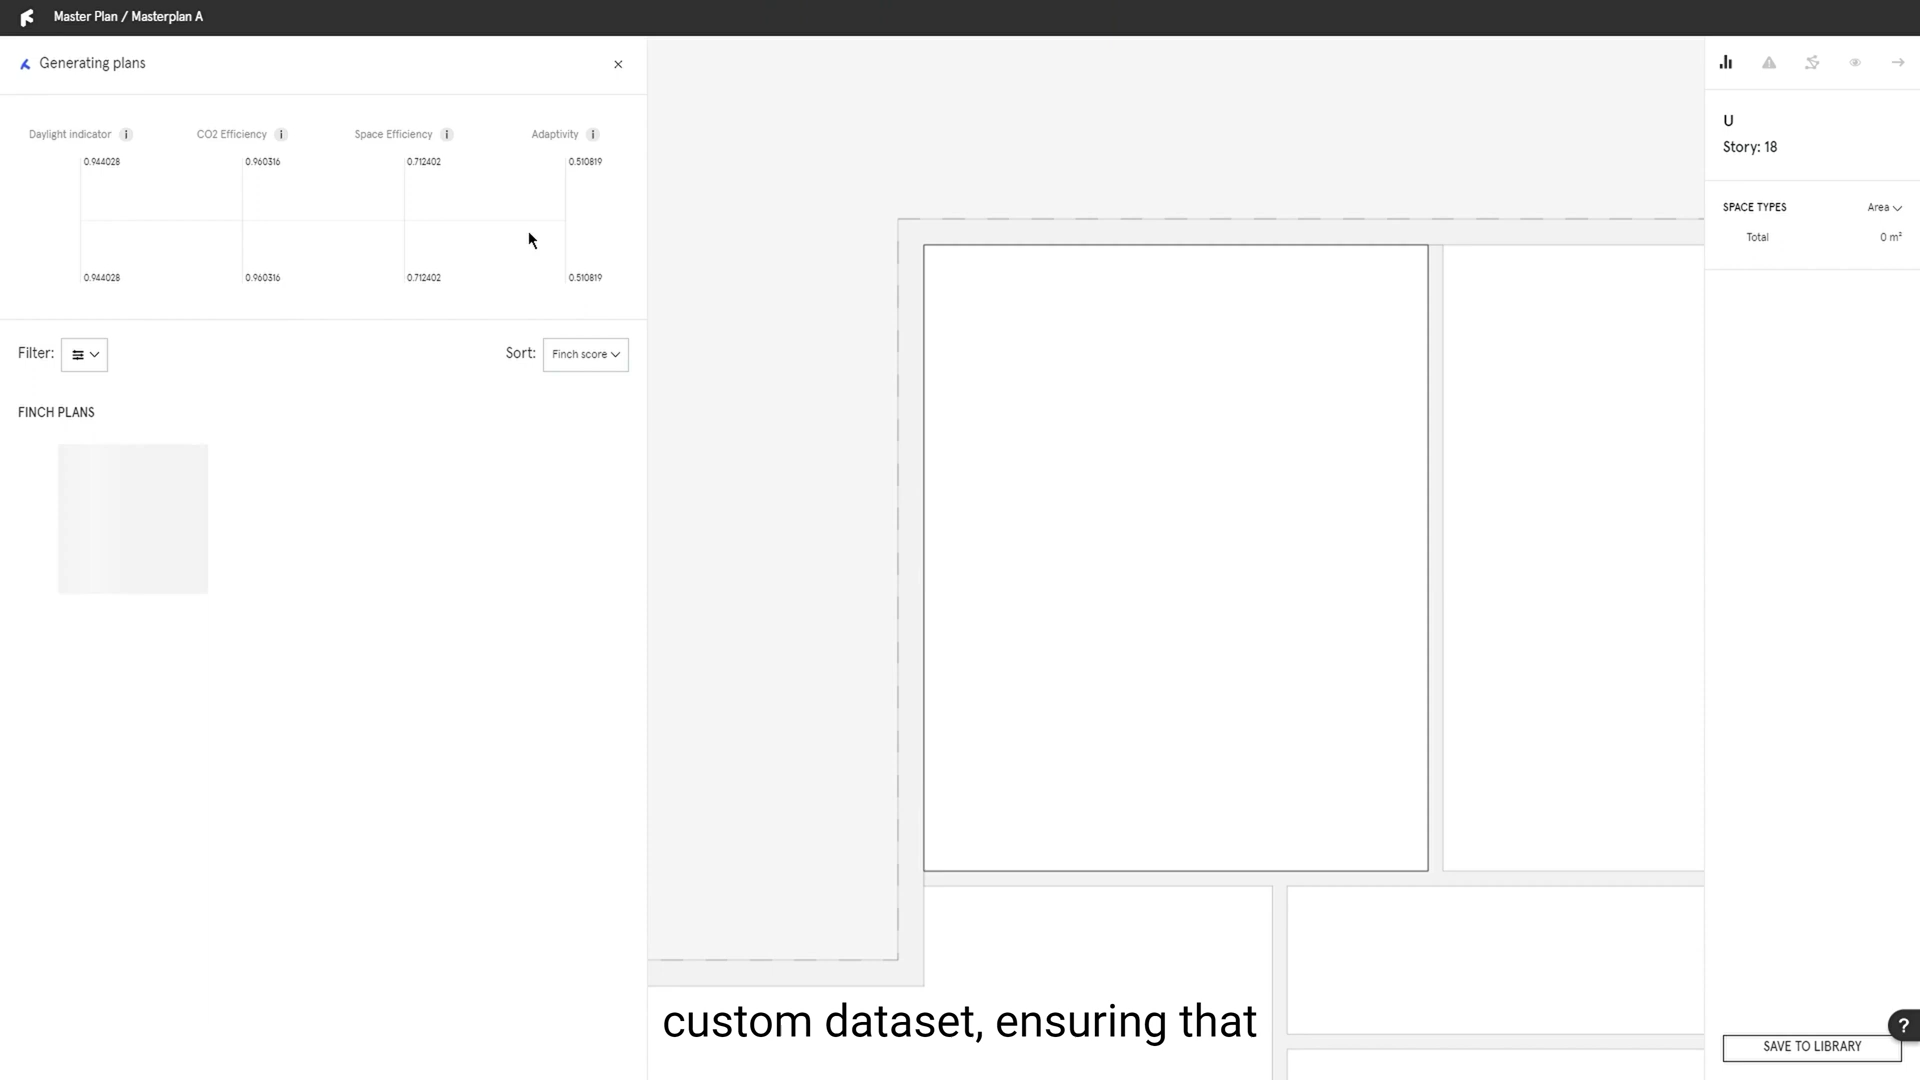 Master Plan / Masterplan A
Generating plans
Daylight indicator i
CO2 Efficiency i
Space Efficiency i
Adaptivity i
0.944028
0.960316
0.712402
0.510819
0.944028
0.960316
0.712402
0.510819
Filter:
Sort:
Finch score
FINCH PLANS
U
Story: 18
SPACE TYPES
Area
Total
0 m²
custom dataset, ensuring that
?
SAVE TO LIBRARY